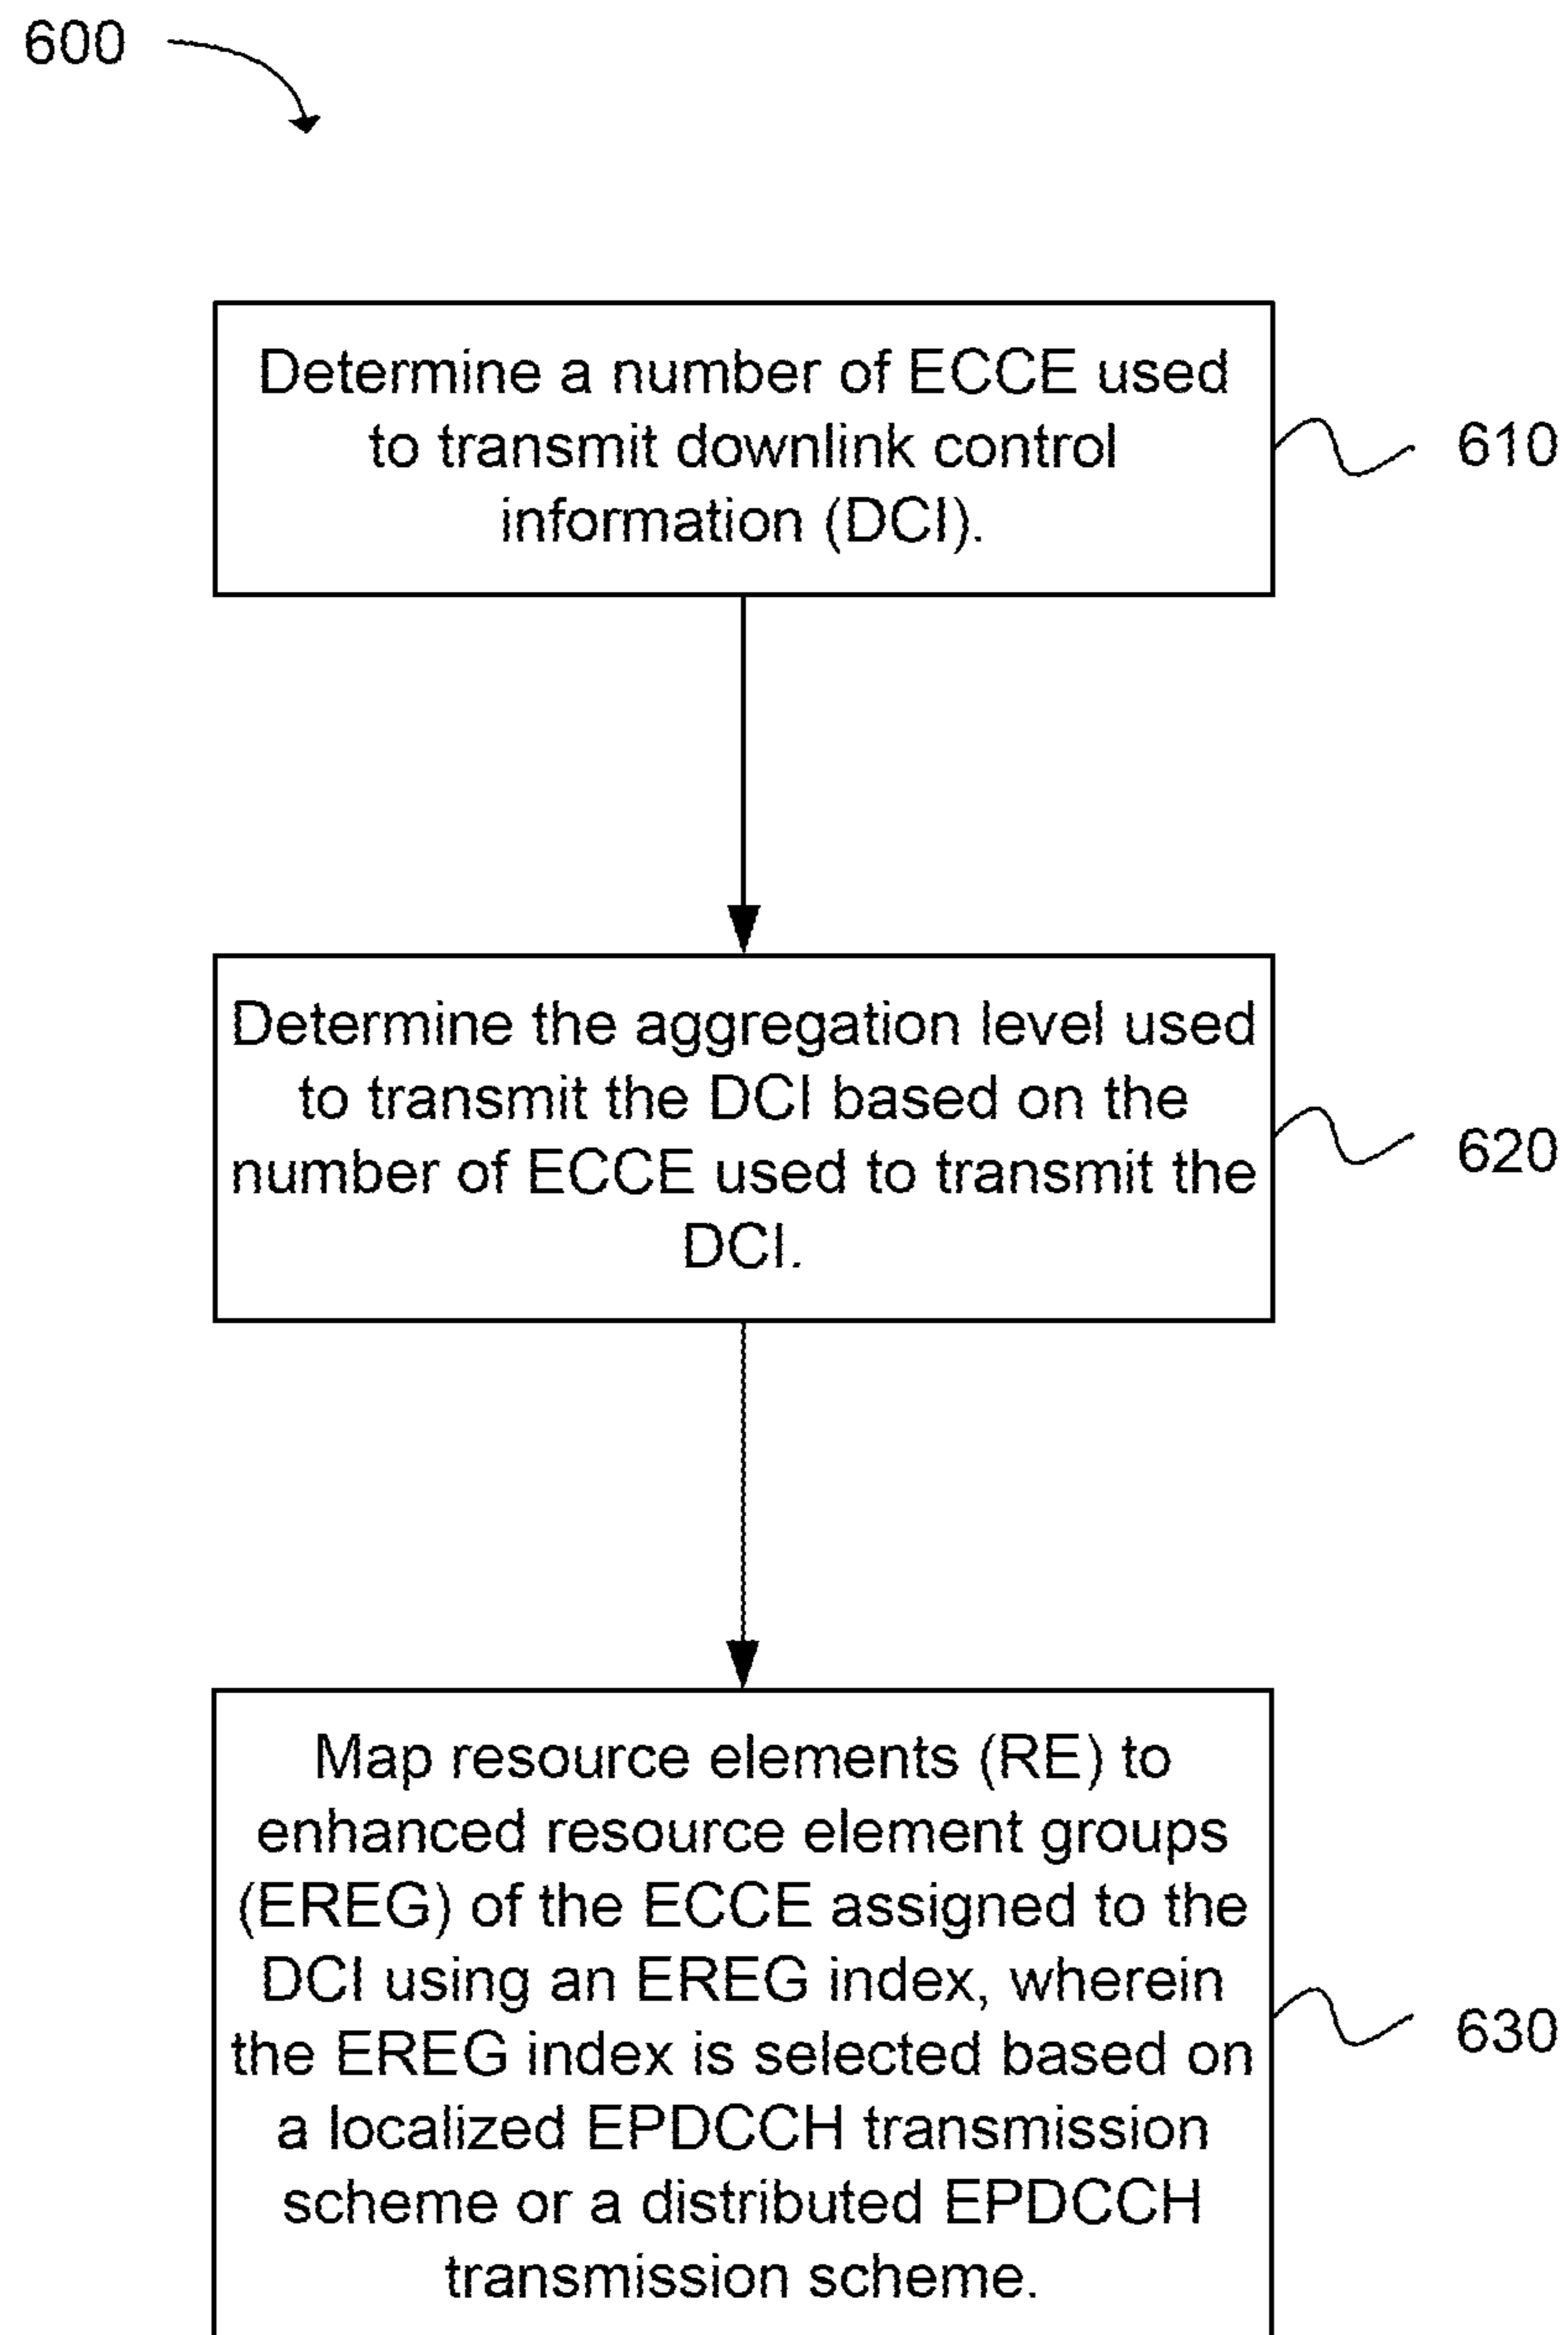 600
Determine a number of ECCE used
to transmit downlink control
information (DCI).
610
Determine the aggregation level used
to transmit the DCI based on the
number of ECCE used to transmit the
DCI.
620
Map resource elements (RE) to
enhanced resource element groups
(EREG) of the ECCE assigned to the
DCI using an EREG index, wherein
the EREG index is selected based on
a localized EPDCCH transmission
scheme or a distributed EPDCCH
transmission scheme.
630